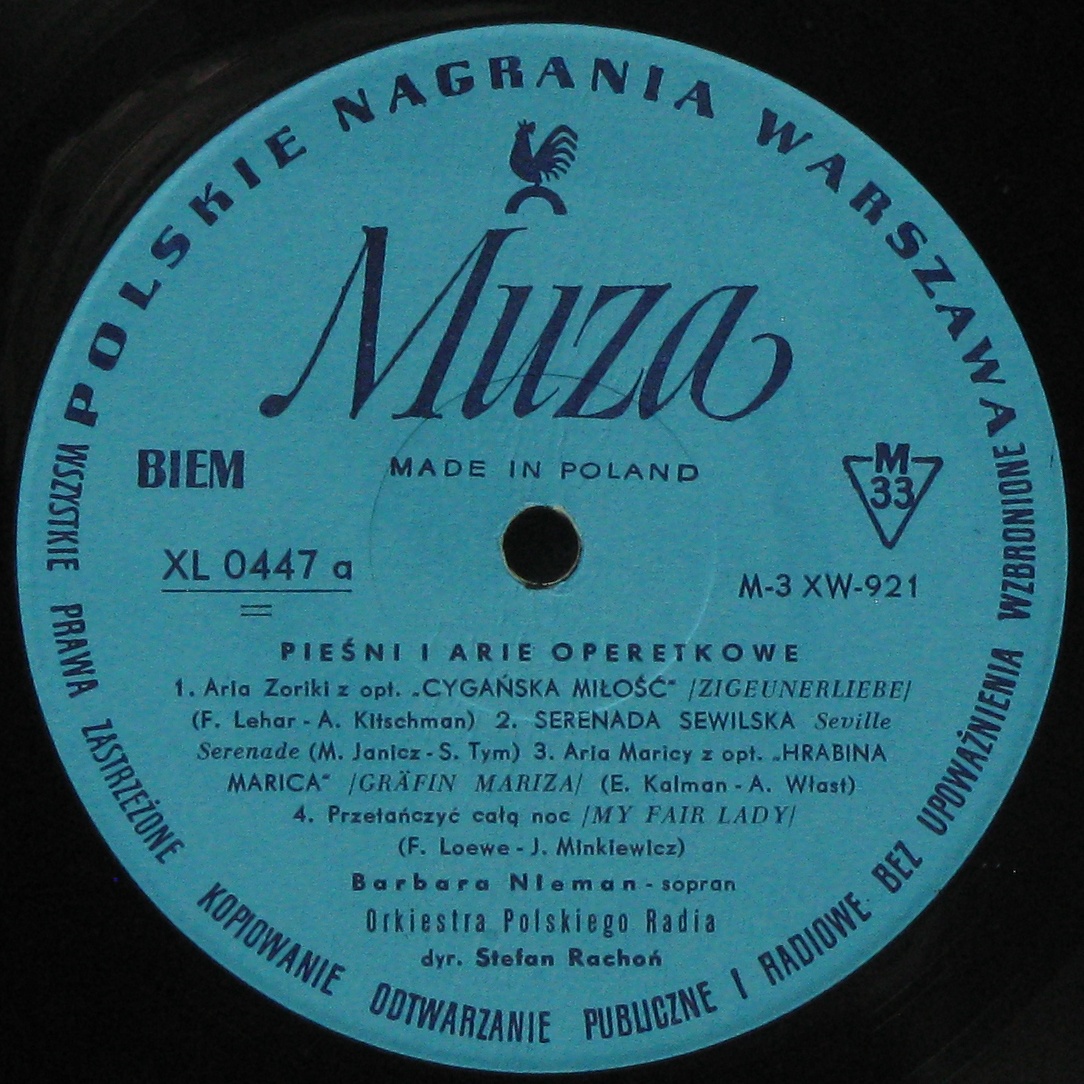 POLSKIE NAGRANIA WARSZAWA
Muza
MADE IN POLAND
BIEM
M
33
XL 0447 a
M-3 XW-921
PIEŚNI I ARIE OPERETKOWE
1. Aria Zoriki z opt. „CYGAŃSKA MIŁOŚĆ" /ZIGEUNERLIEBE/
(F. Lehar - A. Kitschman) 2. SERENADA SEWILSKA Seville
Serenade (M. Janicz - S. Tym) 3. Aria Maricy z opt. „HRABINA
MARICA" /GRÄFIN MARIZA/ (E. Kalman - A. Włast)
4. Przetańczyć całą noc /MY FAIR LADY/
(F. Loewe - J. Minkiewicz)
Barbara Nieman - sopran
Orkiestra Polskiego Radia
dyr. Stefan Rachoń
WSZYSTKIE PRAWA ZASTRZEŻONE KOPIOWANIE ODTWARZANIE PUBLICZNE I RADIOWE BEZ UPOWAŻNIENIA WZBRONIONE